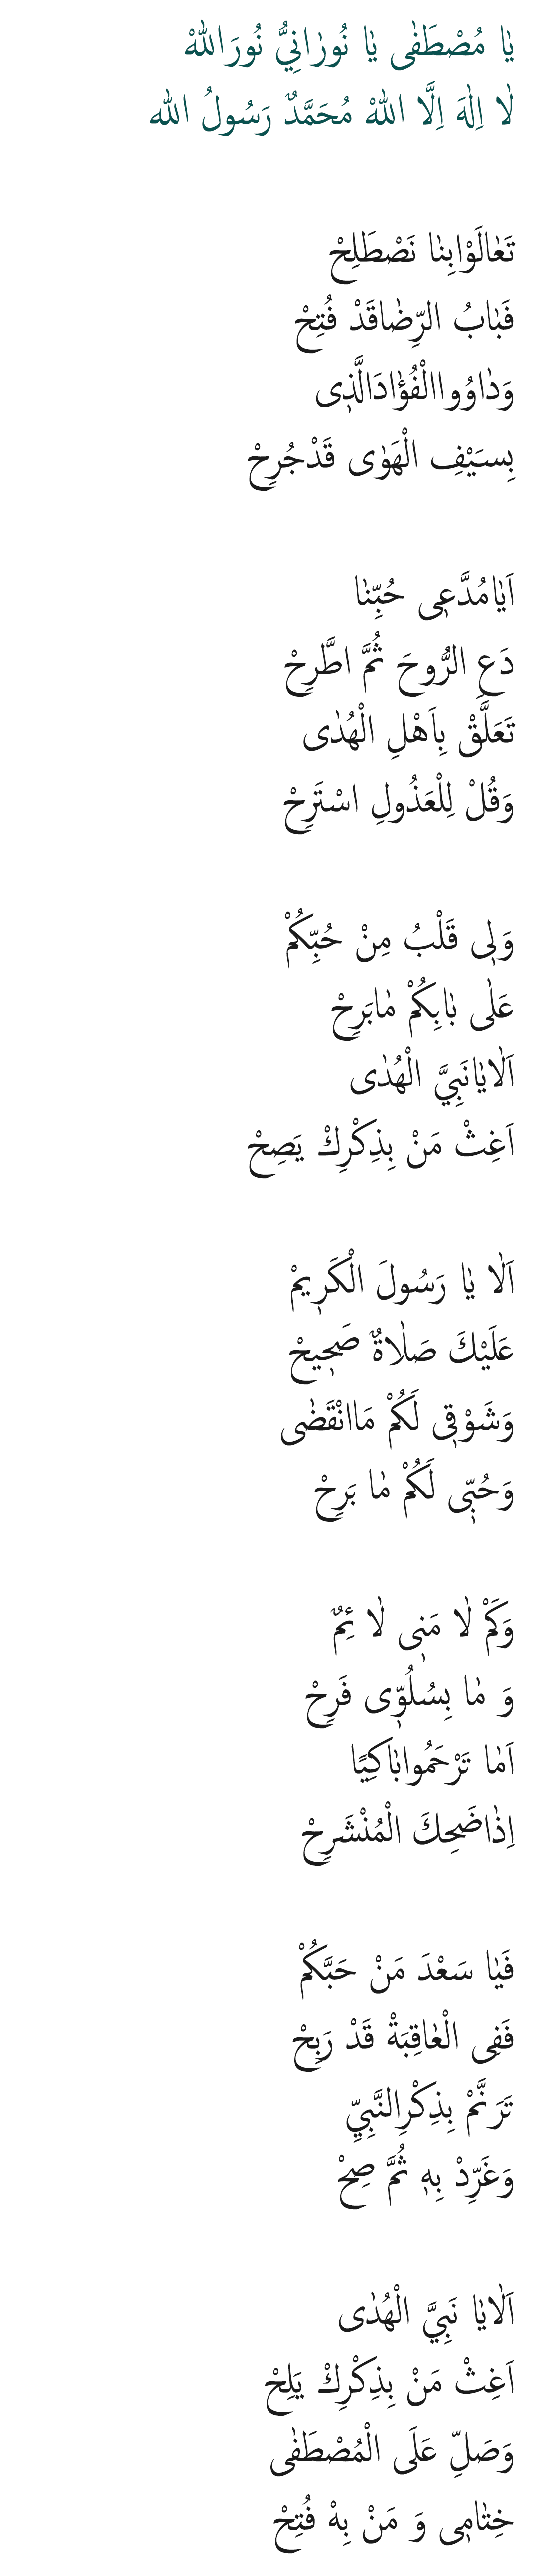 يٰا مُصْطَفٰى يٰا نُورٰانِيُّ نُورَاللّٰهْ
لٰا اِلٰهَ اِلَّا اللّٰهْ مُحَمَّدٌ رَسُولُ الله
تَعٰالَوْابِنٰا نَصْطَلِحْ
فَبٰابُ الرِّضٰاقَدْ فُتِحْ
وَدٰاوُواالْفُؤٰادَالَّذٖى
بِسَيْفِ الْهَوٰى قَدْجُرِحْ
اَيٰامُدَّعٖى حُبِّنٰا
دَعِ الرُّوحَ ثُمَّ اطَّرِحْ
تَعَلَّقْ بِاَهْلِ الْهُدٰى
وَقُلْ لِلْعَذُولِ اسْتَرِحْ
وَلٖى قَلْبُ مِنْ حُبِّكُمْ
عَلٰى بٰابِكُمْ مٰابَرِحْ
اَلٰايٰانَبِيَّ الْهُدٰى
اَغِثْ مَنْ بِذِكْرِكْ يَصِحْ
اَلٰا يٰا رَسُولَ الْكَرٖيمْ
عَلَيْكَ صَلٰاةٌ صَحٖيحْ
وَشَوْقٖى لَكُمْ مَاانْقَضٰى
وَحُبّٖى لَكُمْ مٰا بَرِحْ
وَكَمْ لٰا مَنٖى لٰا ئِمٌ
وَ مٰا بِسُلُوّٖى فَرِحْ
اَمٰا تَرْحَمُوابٰاكِيًا
اِذٰاضَحِكَ الْمُنْشَرِحْ
فَيٰا سَعْدَ مَنْ حَبَّكُمْ
فَفِى الْعٰاقِبَةْ قَدْ رَبِحْ
تَرَنَّمْ بِذِكْرِالنَّبِيِّ
وَغَرِّدْ بِهٖ ثُمَّ صِحْ
اَلٰايٰا نَبِيَّ الْهُدٰى
اَغِثْ مَنْ بِذِكْرِكْ يَلِحْ
وَصَلِّ عَلَى الْمُصْطَفٰى
خِتٰامٖى وَ مَنْ بِهْ فُتِحْ